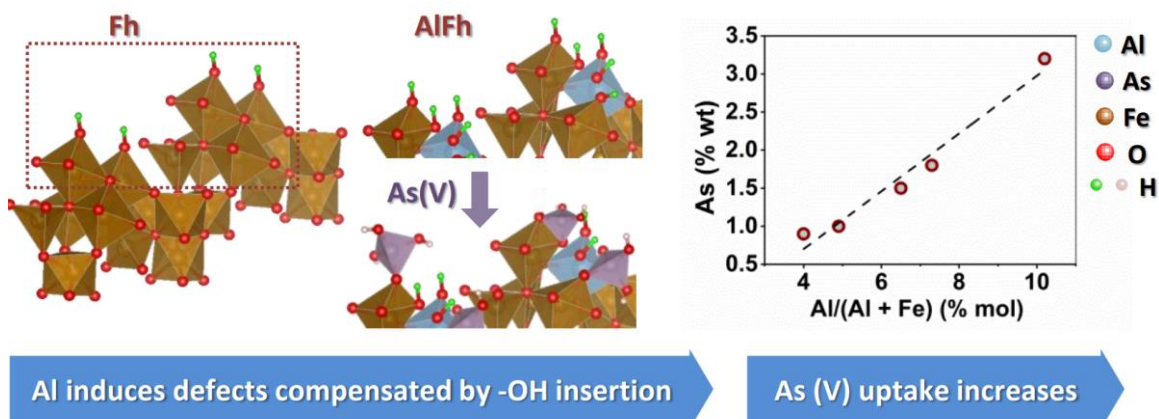 Fh
AlFh
As(V)
As (% wt)
3.5
3.0
2.5
2.0
1.5
1.0
0.5
4
6
8
10
Al/(Al + Fe) (% mol)
Al
As
Fe
O
H
Al induces defects compensated by -OH insertion
As (V) uptake increases